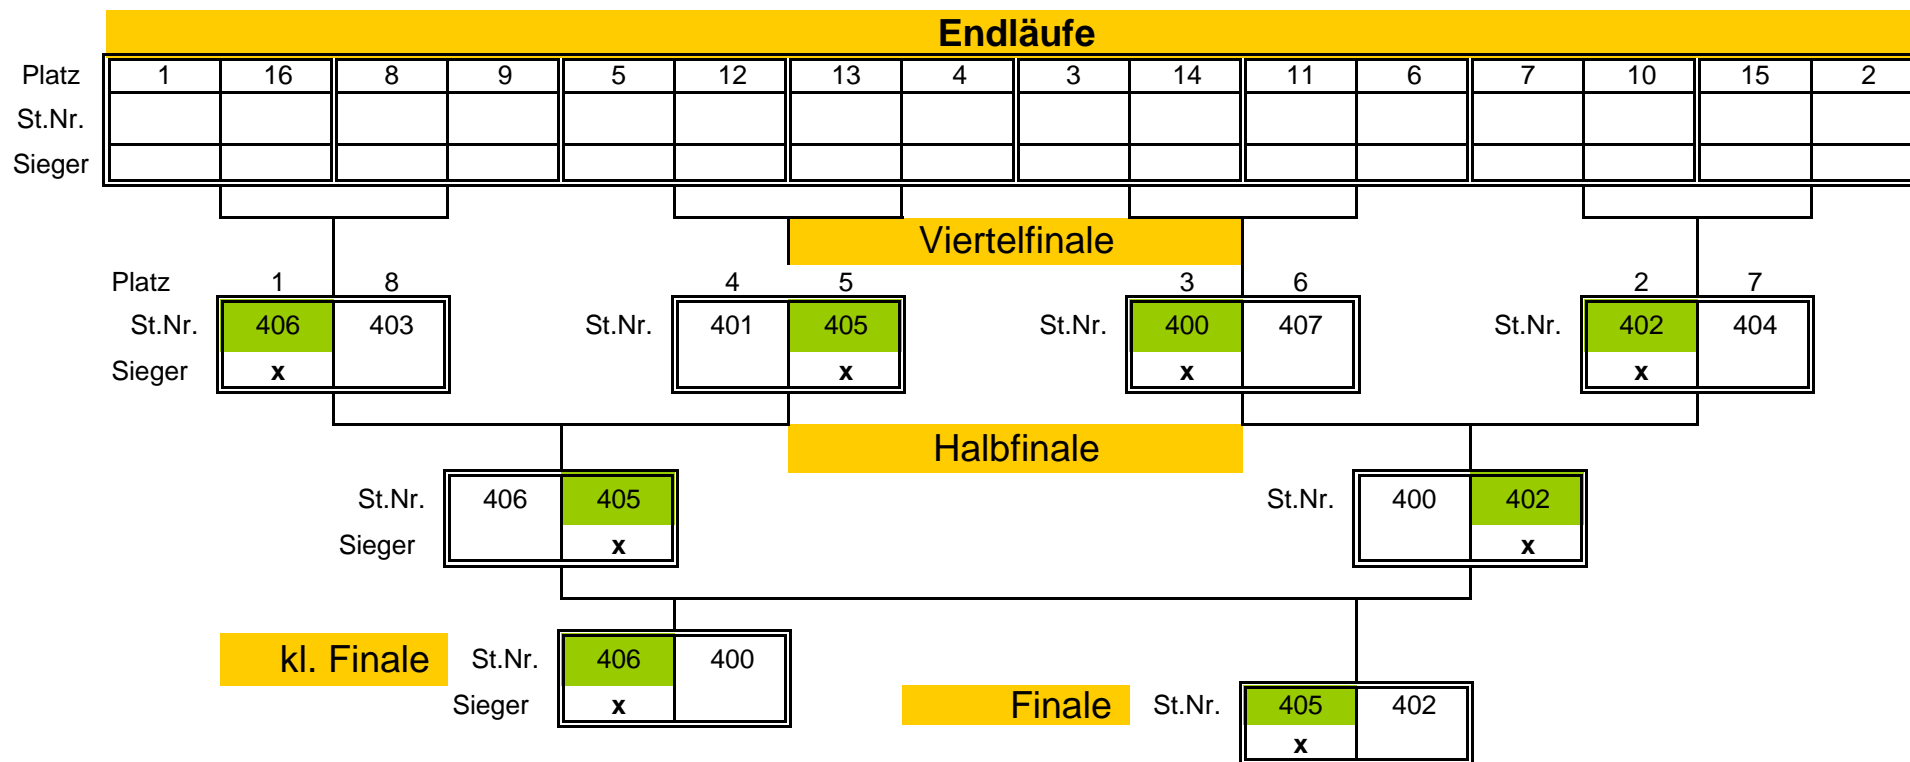 Endläufe
Platz 1 16 8 9 5 12 13 4 3 14 11 6 7 10 15 2
St.Nr.
Sieger
Viertelfinale
Platz 1 8 4 5 3 6 2 7
St.Nr. 406 403 St.Nr. 401 405 St.Nr. 400 407 St.Nr. 402 404
Sieger x x x x
Halbfinale
St.Nr. 406 405 St.Nr. 400 402
Sieger x x
kl. Finale St.Nr. 406 400
Sieger x
Finale St.Nr. 405 402
x